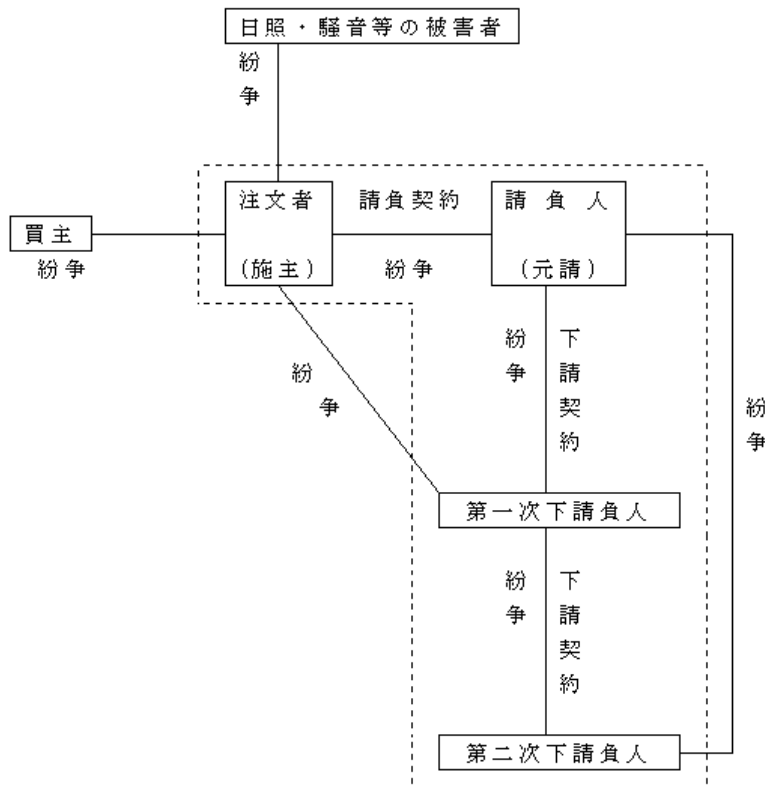 日照・騒音等の被害者
紛争
注文者
(施主)
請負契約
紛争
請負人
(元請)
買主
紛争
紛争
紛争
下請契約
紛争
第一次下請負人
紛争
下請契約
第二次下請負人